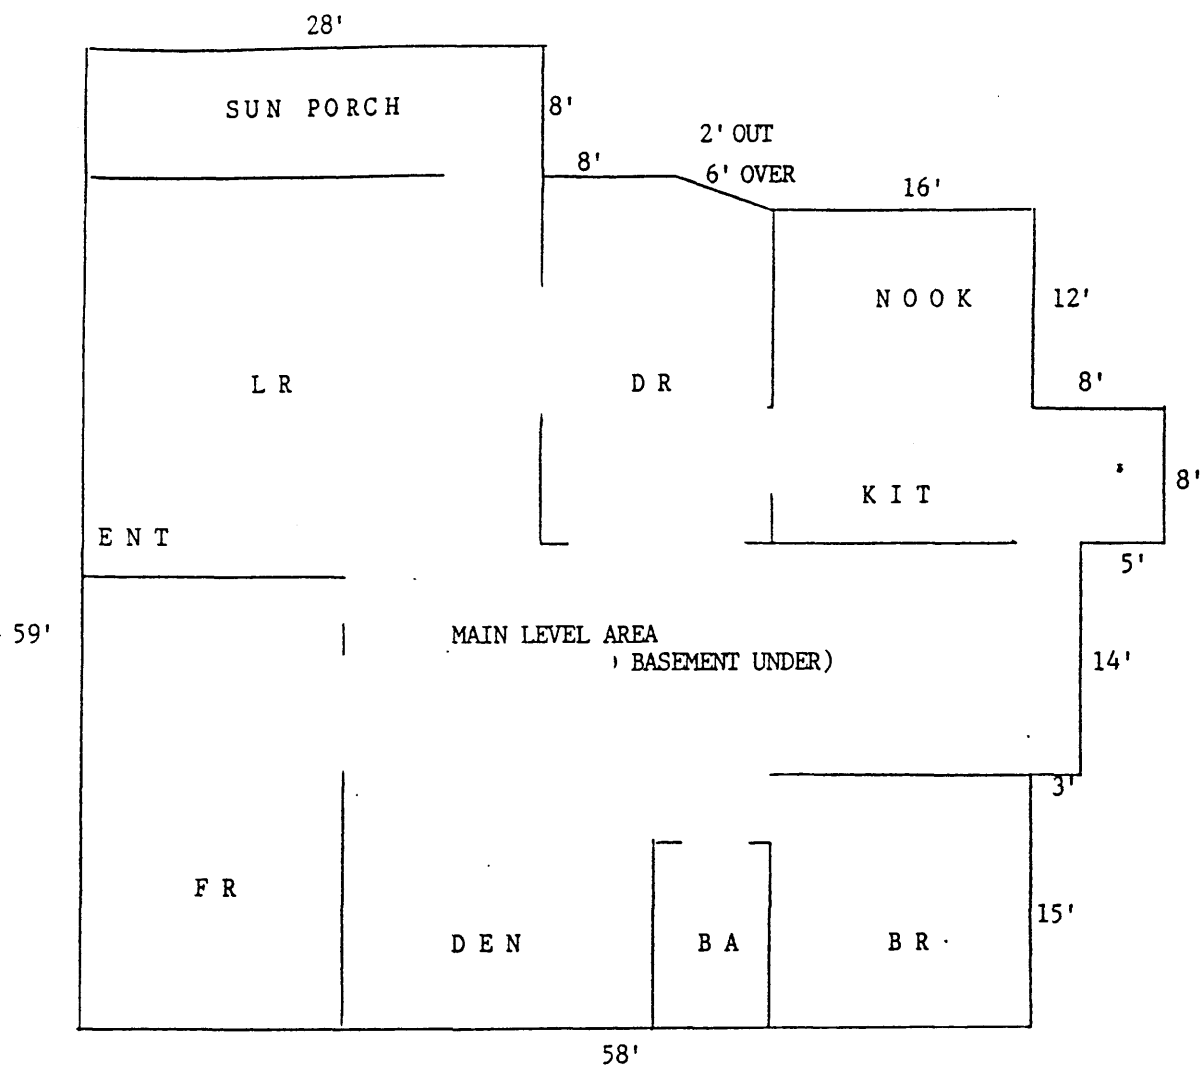 28'
SUN PORCH
8'
2' OUT
8'
6' OVER
16'
NOOK
12'
LR
DR
8'
KIT
8'
ENT
5'
59'
MAIN LEVEL AREA
BASEMENT UNDER)
14'
3'
FR
15'
DEN
BA
BR
58'